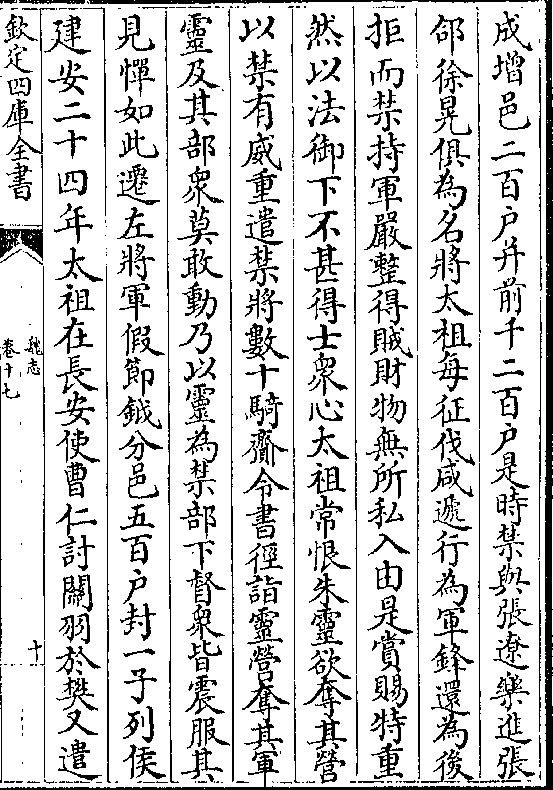 成增邑二百户并前千二百户是時禁與張遼樂進張
郃徐晃俱為名將太祖每征伐咸遞行為軍鋒還為後
拒而禁持軍嚴整得賊財物無所私入由是賞賜特重
然以法御下不甚得士衆心太祖常恨朱靈欲奪其營
以禁有威重遣禁將數十騎齎令書徑詣靈營奪其軍
靈及其部衆莫敢動乃以靈為禁部下督衆皆震服其
見憚如此遷左將軍假節鉞分邑五百户封一子列侯
建安二十四年太祖在長安使曹仁討關羽於樊又遣
欽定四庫全書
魏志
卷十七
十